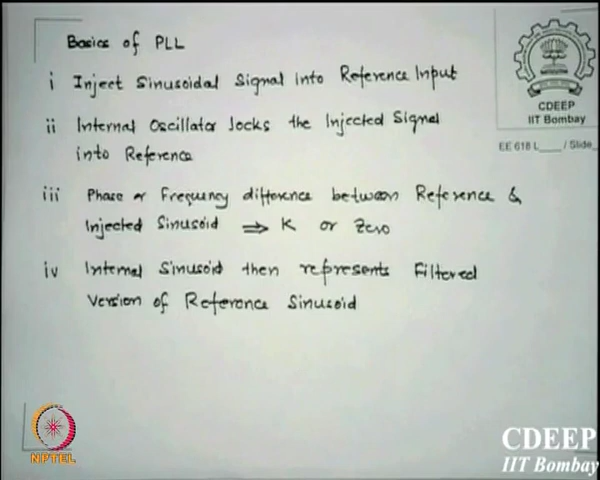 Basics of PLL
i Inject Sinusoidal Signal into Reference Input
ii Internal Oscillator Locks the Injected Signal
into Reference
iii Phase or Frequency difference between Reference &
Injected Sinusoid ⇒ K or Zero
iv Internal Sinusoid then represents Filtered
Version of Reference Sinusoid
CDEEP
IIT Bombay
EE 618 L___ / Slide
NPTEL
CDEEP
IIT Bombay